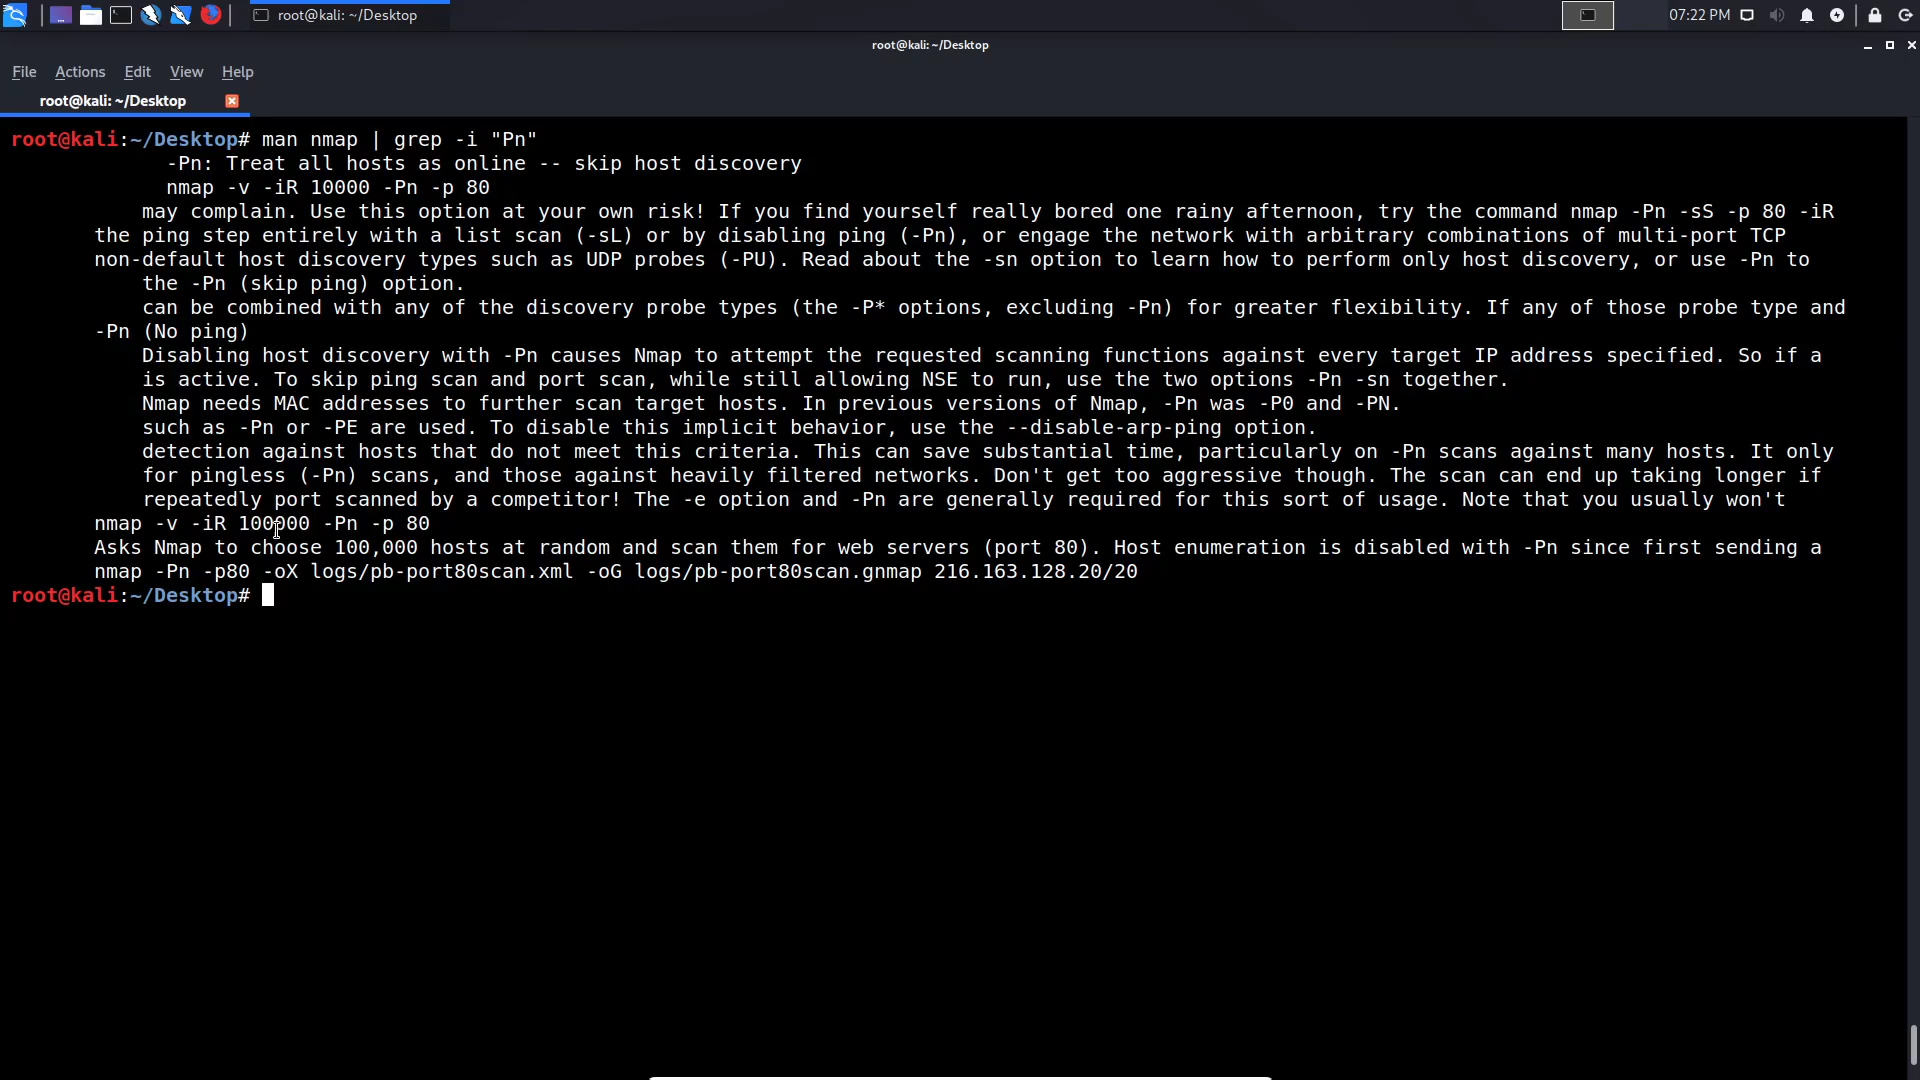 root@kali: ~/Desktop
07:22 PM
root@kali: ~/Desktop
File Actions Edit View Help
root@kali: ~/Desktop
root@kali:~/Desktop# man nmap | grep -i "Pn"
-Pn: Treat all hosts as online -- skip host discovery
nmap -v -iR 10000 -Pn -p 80
may complain. Use this option at your own risk! If you find yourself really bored one rainy afternoon, try the command nmap -Pn -sS -p 80 -iR
the ping step entirely with a list scan (-sL) or by disabling ping (-Pn), or engage the network with arbitrary combinations of multi-port TCP
non-default host discovery types such as UDP probes (-PU). Read about the -sn option to learn how to perform only host discovery, or use -Pn to
the -Pn (skip ping) option.
can be combined with any of the discovery probe types (the -P* options, excluding -Pn) for greater flexibility. If any of those probe type and
-Pn (No ping)
Disabling host discovery with -Pn causes Nmap to attempt the requested scanning functions against every target IP address specified. So if a
is active. To skip ping scan and port scan, while still allowing NSE to run, use the two options -Pn -sn together.
Nmap needs MAC addresses to further scan target hosts. In previous versions of Nmap, -Pn was -P0 and -PN.
such as -Pn or -PE are used. To disable this implicit behavior, use the --disable-arp-ping option.
detection against hosts that do not meet this criteria. This can save substantial time, particularly on -Pn scans against many hosts. It only
for pingless (-Pn) scans, and those against heavily filtered networks. Don't get too aggressive though. The scan can end up taking longer if
repeatedly port scanned by a competitor! The -e option and -Pn are generally required for this sort of usage. Note that you usually won't
nmap -v -iR 100000 -Pn -p 80
Asks Nmap to choose 100,000 hosts at random and scan them for web servers (port 80). Host enumeration is disabled with -Pn since first sending a
nmap -Pn -p80 -oX logs/pb-port80scan.xml -oG logs/pb-port80scan.gnmap 216.163.128.20/20
root@kali:~/Desktop#